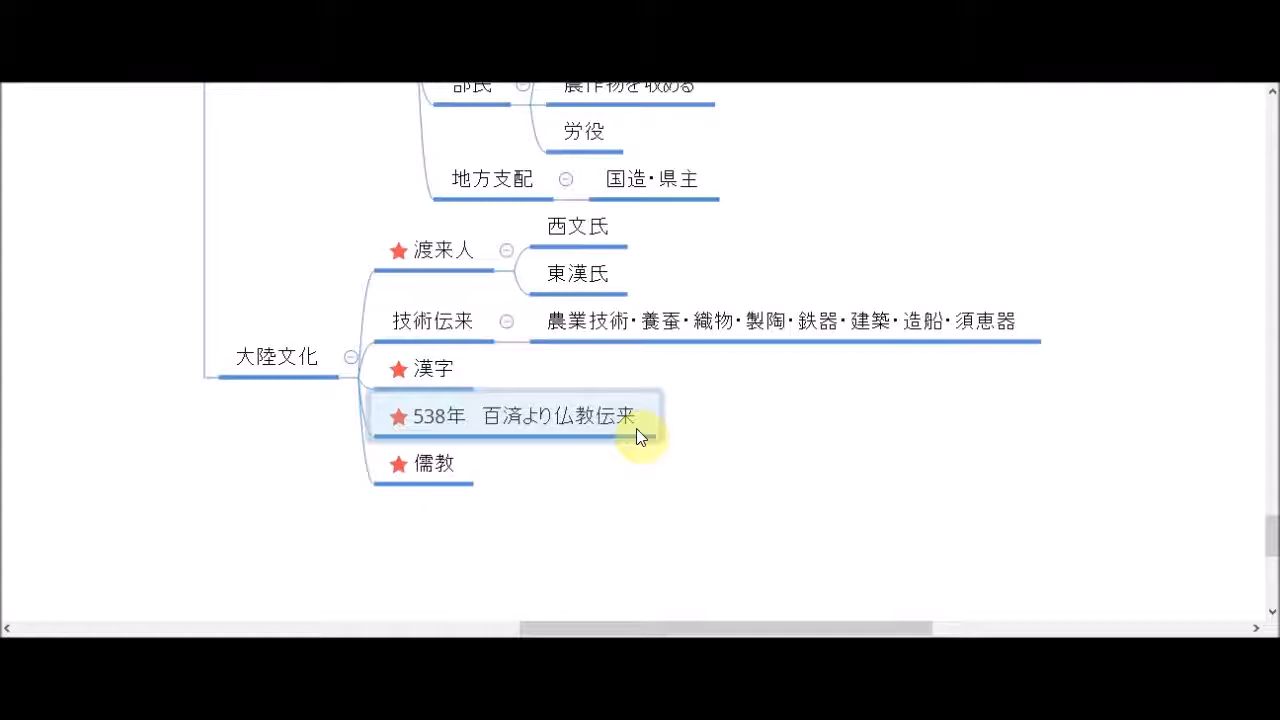 部民
農作物を収める
労役
地方支配
国造・県主
大陸文化
渡来人
西文氏
東漢氏
技術伝来
農業技術・養蚕・織物・製陶・鉄器・建築・造船・須恵器
漢字
538年 百済より仏教伝来
儒教